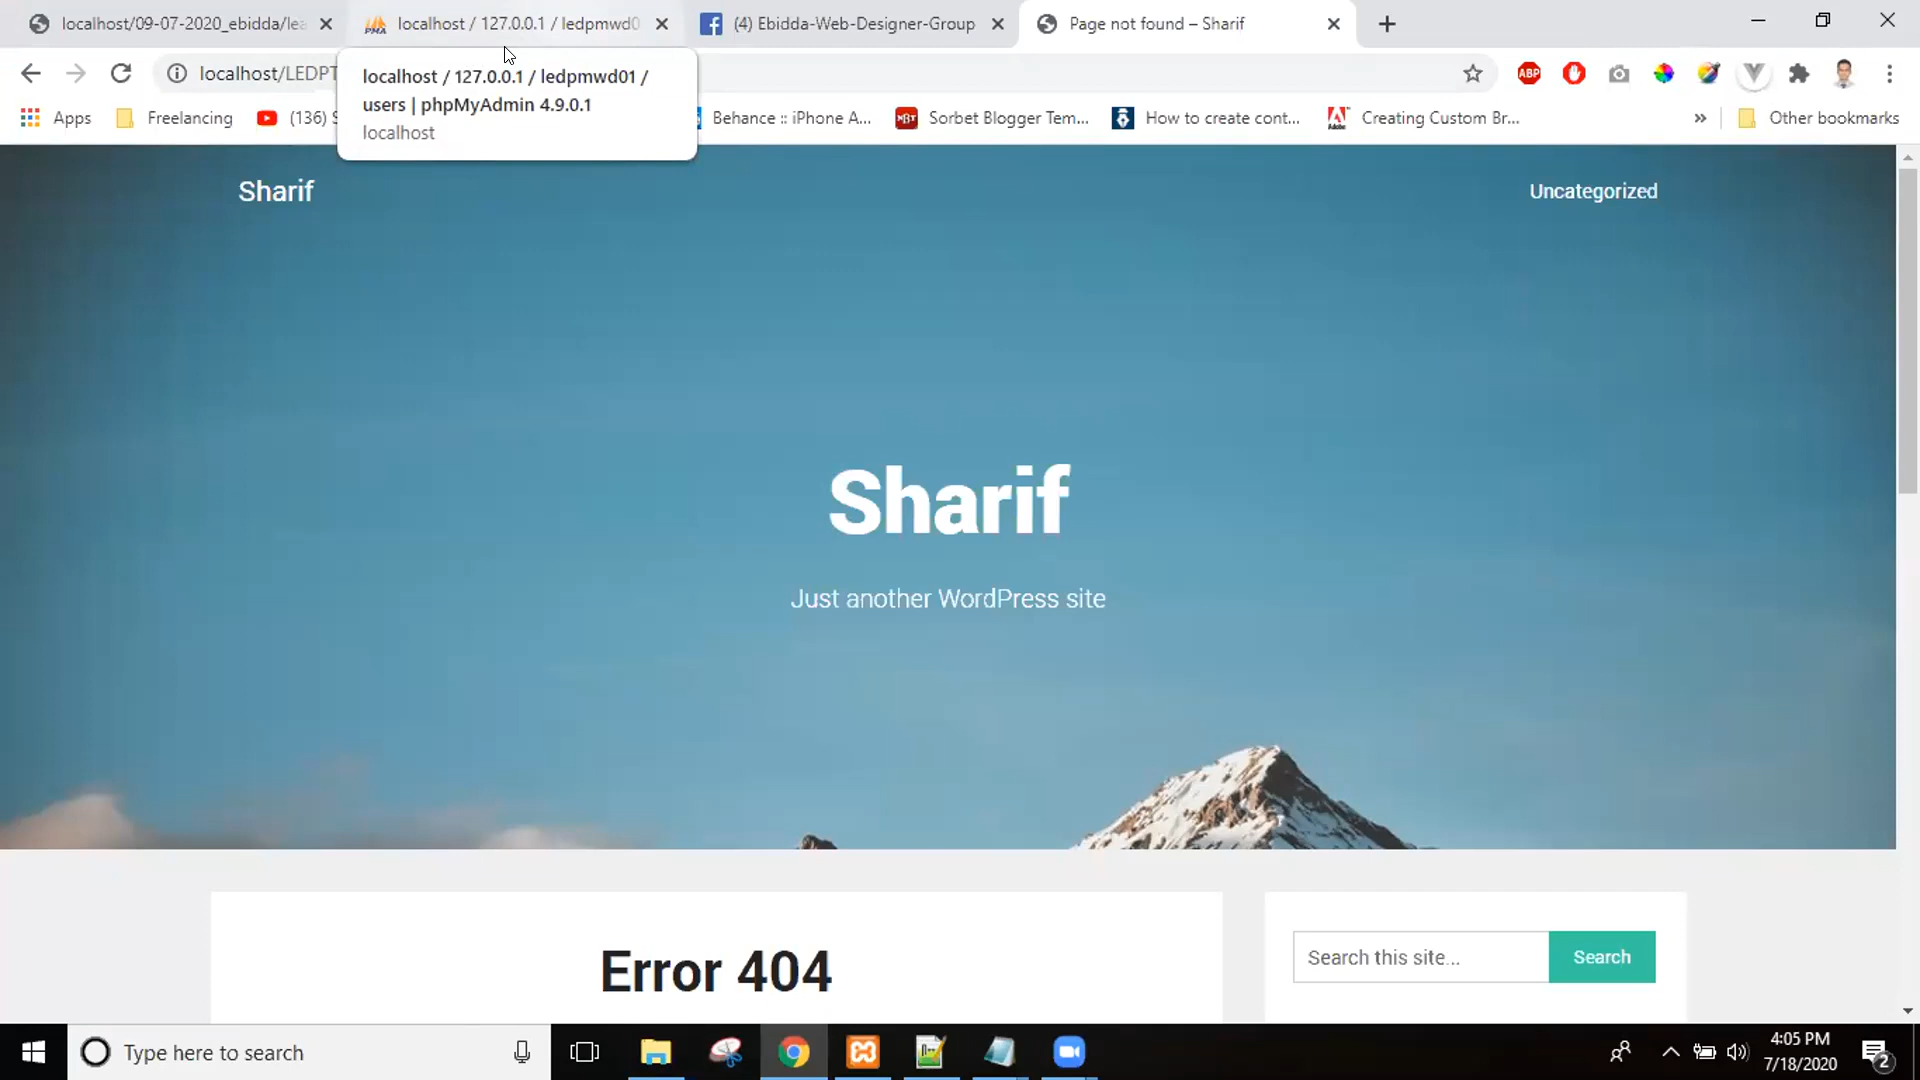 localhost/09-07-2020_ebidda/lea
localhost / 127.0.0.1 / ledpmwd0
(4) Ebidda-Web-Designer-Group
Page not found – Sharif
localhost/LEDPT
localhost / 127.0.0.1 / ledpmwd01 /
users | phpMyAdmin 4.9.0.1
localhost
ABP
Apps
Freelancing
(136) S
Behance :: iPhone A...
Sorbet Blogger Tem...
How to create cont...
Creating Custom Br...
»
Other bookmarks
Sharif
Uncategorized
Sharif
Just another WordPress site
Error 404
Search this site...
Search
Type here to search
4:05 PM
7/18/2020
2